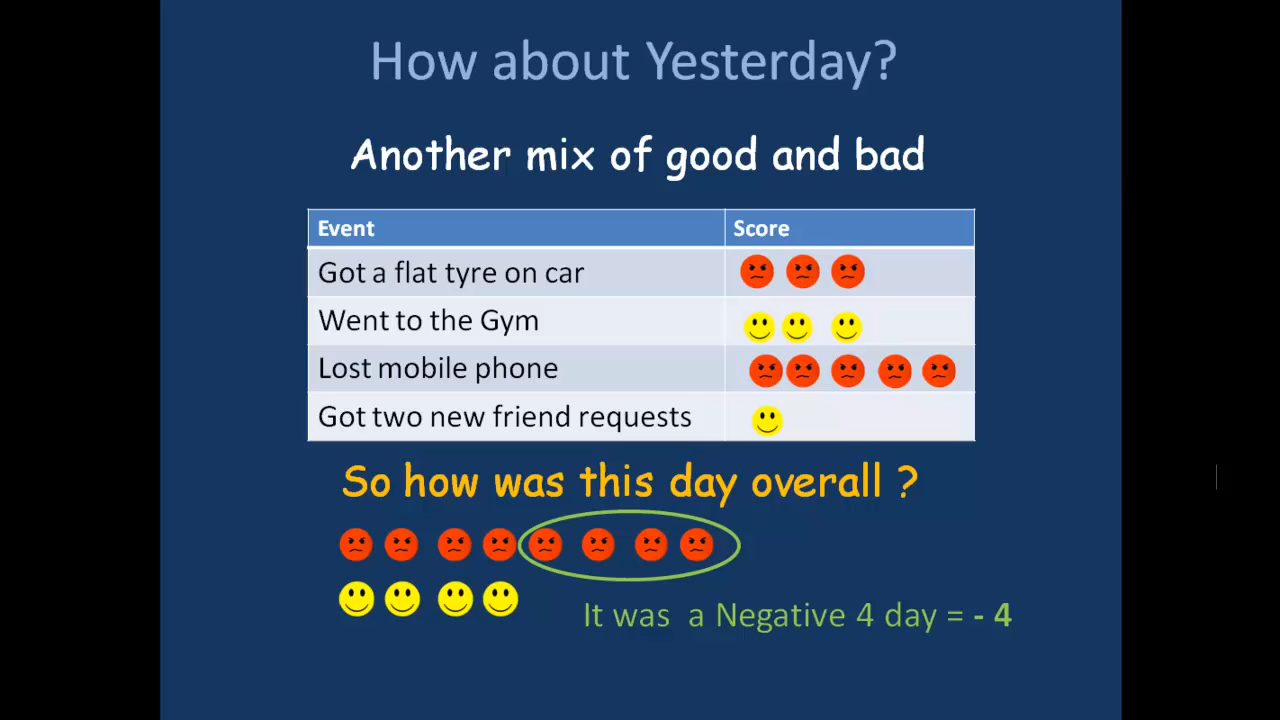 How about Yesterday?
Another mix of good and bad
Event Score
Got a flat tyre on car
Went to the Gym
Lost mobile phone
Got two new friend requests
So how was this day overall ?
It was a Negative 4 day = - 4